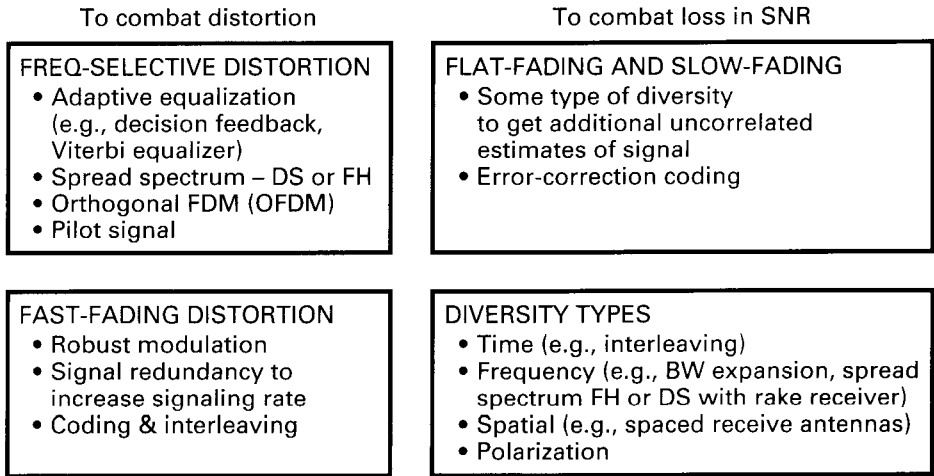 To combat distortion
FREQ-SELECTIVE DISTORTION
• Adaptive equalization
(e.g., decision feedback,
Viterbi equalizer)
• Spread spectrum – DS or FH
• Orthogonal FDM (OFDM)
• Pilot signal
FAST-FADING DISTORTION
• Robust modulation
• Signal redundancy to
increase signaling rate
• Coding & interleaving
To combat loss in SNR
FLAT-FADING AND SLOW-FADING
• Some type of diversity
to get additional uncorrelated
estimates of signal
• Error-correction coding
DIVERSITY TYPES
• Time (e.g., interleaving)
• Frequency (e.g., BW expansion, spread
spectrum FH or DS with rake receiver)
• Spatial (e.g., spaced receive antennas)
• Polarization